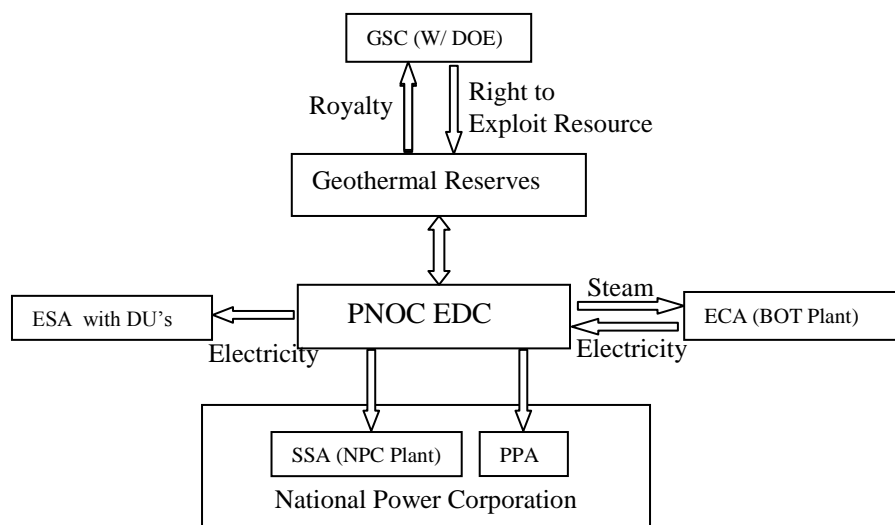 GSC (W/ DOE)
Royalty
Right to
Exploit Resource
Geothermal Reserves
Steam
ESA with DU's
PNOC EDC
ECA (BOT Plant)
Electricity
Electricity
SSA (NPC Plant)
PPA
National Power Corporation